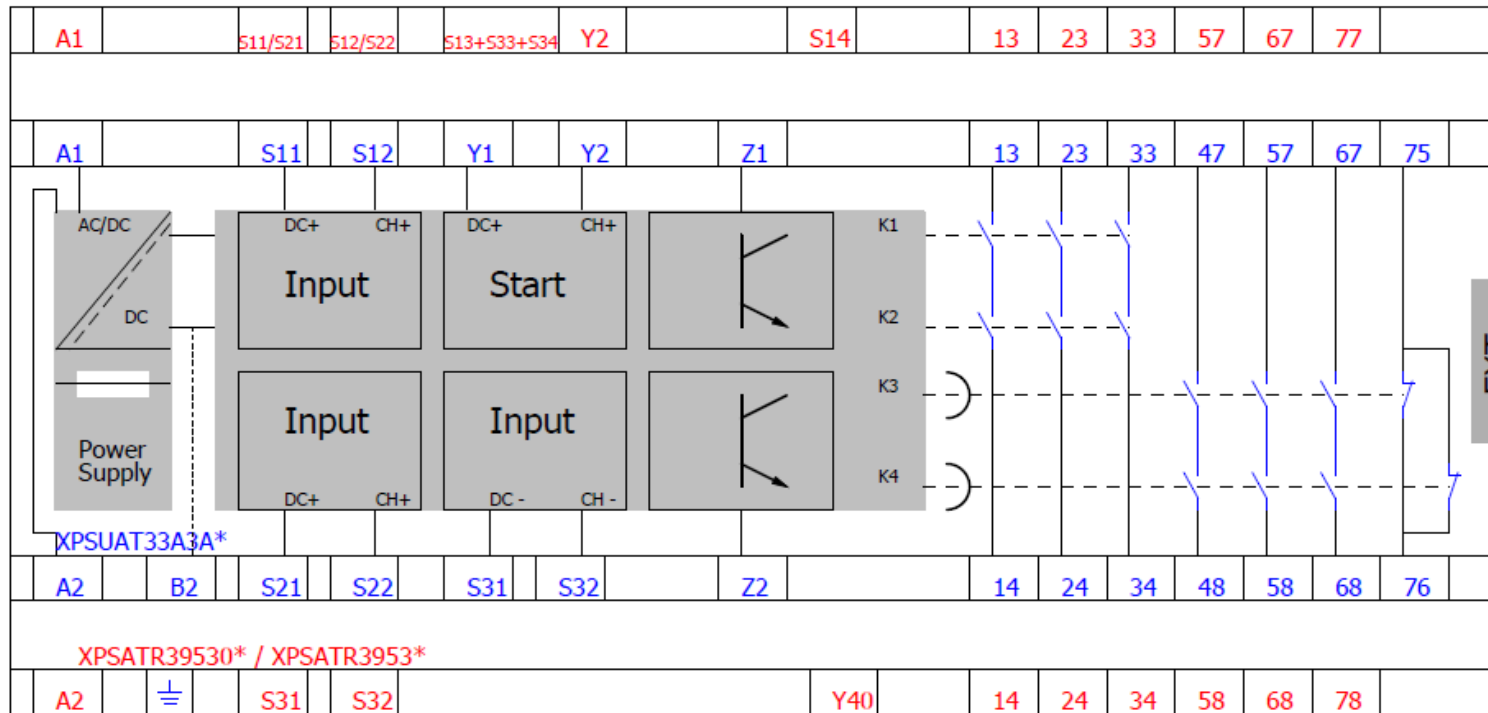 A1 S11/S21 S12/S22 S13+S33+S34 Y2 S14 13 23 33 57 67 77
A1 S11 S12 Y1 Y2 Z1 13 23 33 47 57 67 75
AC/DC DC+ CH+ DC+ CH+ K1
Input Start
DC K2
K3
Input Input
Power
Supply
K4
DC+ CH+ DC - CH -
XPSUAT33A3A*
A2 B2 S21 S22 S31 S32 Z2 14 24 34 48 58 68 76
XPSATR39530* / XPSATR3953*
A2 S31 S32 Y40 14 24 34 58 68 78